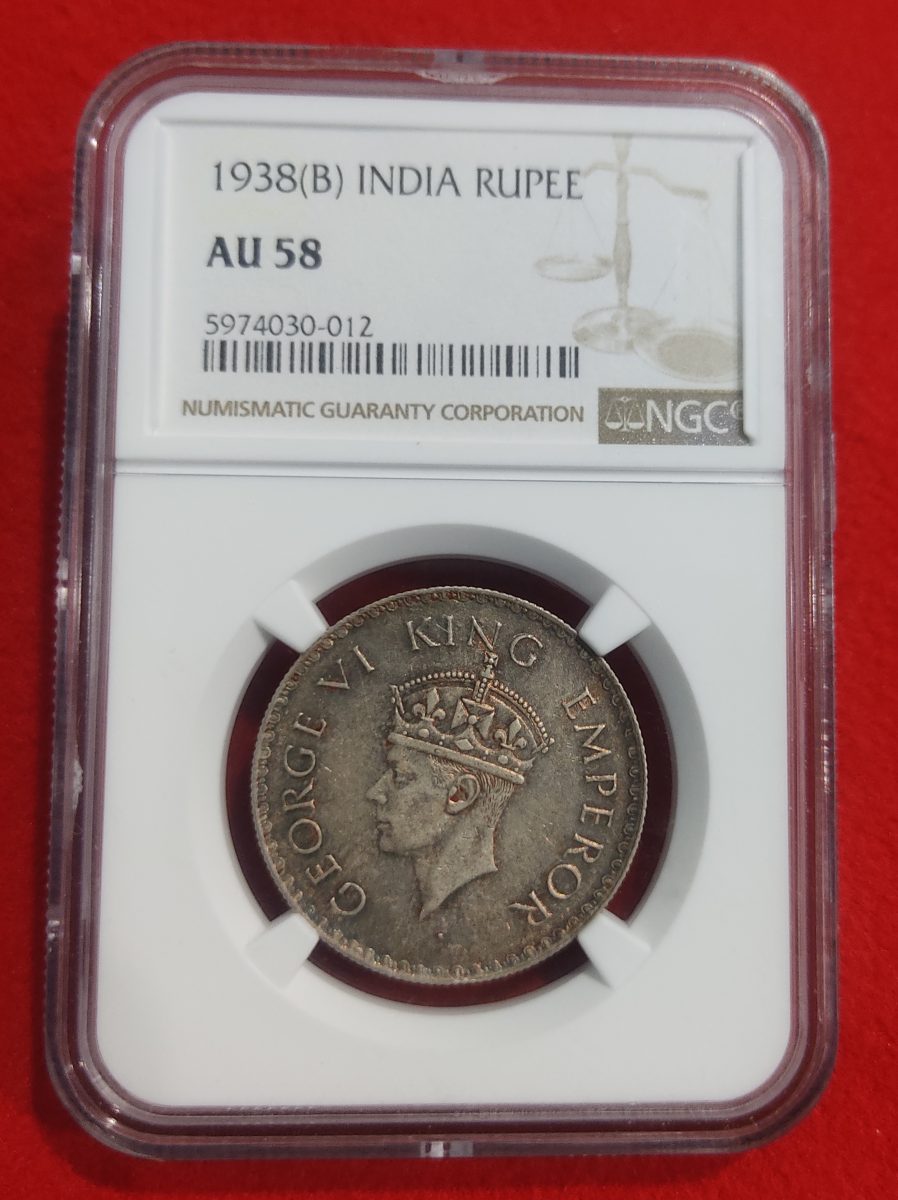 1938(B) INDIA RUPEE
AU 58
5974030-012
NUMISMATIC GUARANTY CORPORATION
NGC®
GEORGE VI KING EMPEROR